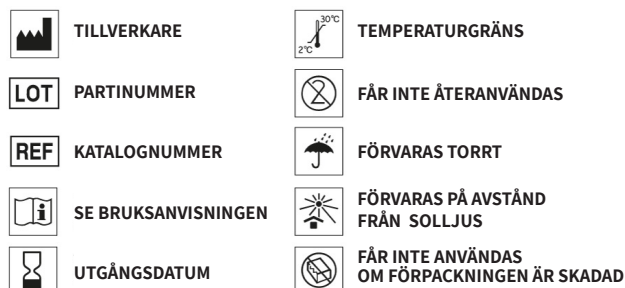 TILLVERKARE
LOT PARTINUMMER
REF KATALOGNUMMER
SE BRUKSANVISNINGEN
UTGÅNGSDATUM
30°C
2°C
TEMPERATURGRÄNS
2 FÅR INTE ÅTERANVÄNDAS
FÖRVARAS TORRT
FÖRVARAS PÅ AVSTÅND
FRÅN SOLLJUS
FÅR INTE ANVÄNDAS
OM FÖRPACKNINGEN ÄR SKADAD